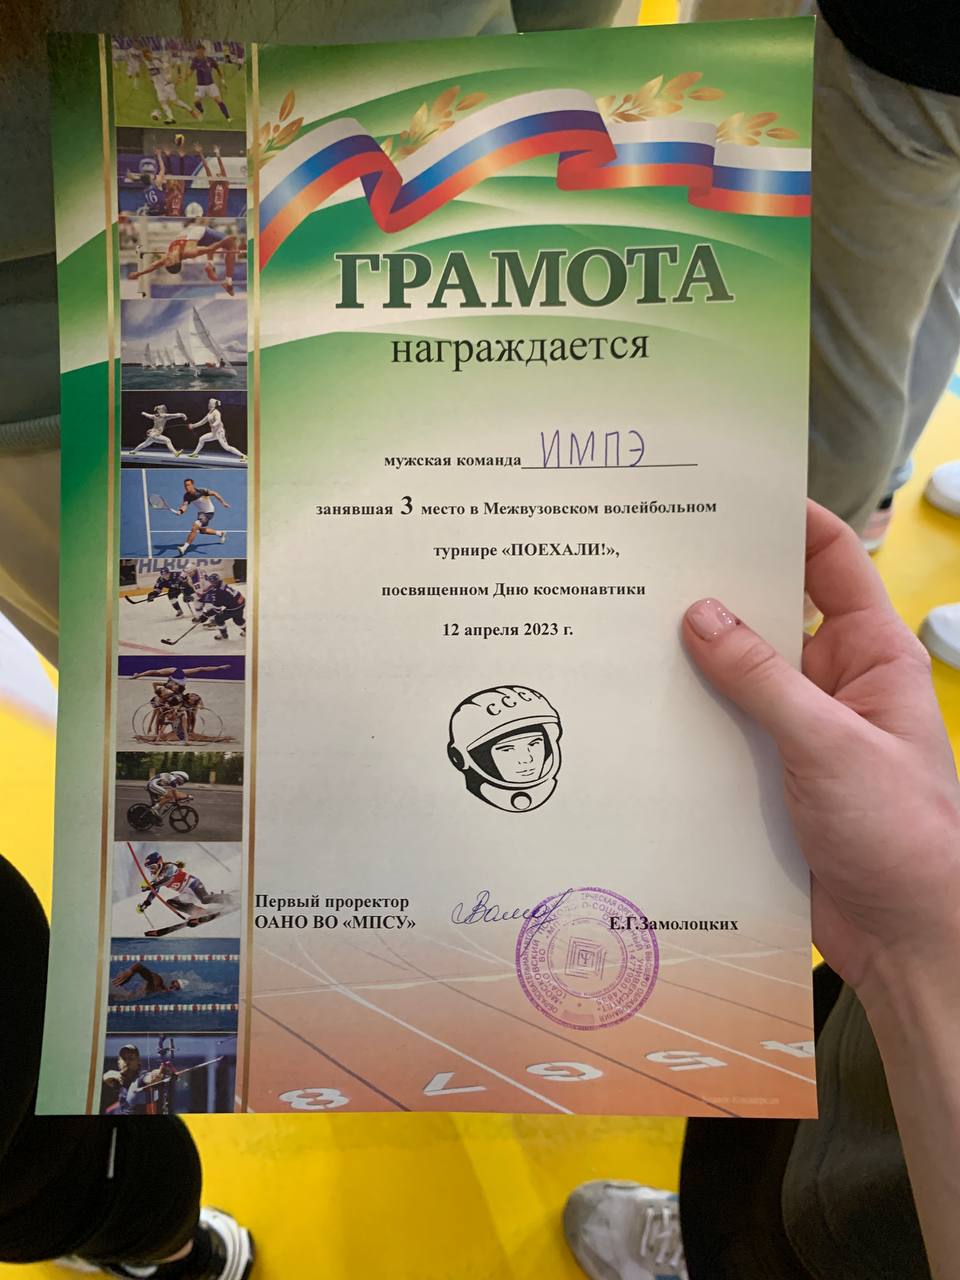 ГРАМОТА
награждается
мужская команда ИМПЭ
занявшая 3 место в Межвузовском волейбольном
турнире «ПОЕХАЛИ!»,
посвященном Дню космонавтики
12 апреля 2023 г.
СССР
Первый проректор
ОАНО ВО «МПСУ»
Е.Г.Замолоцких
8 7 6 5 4